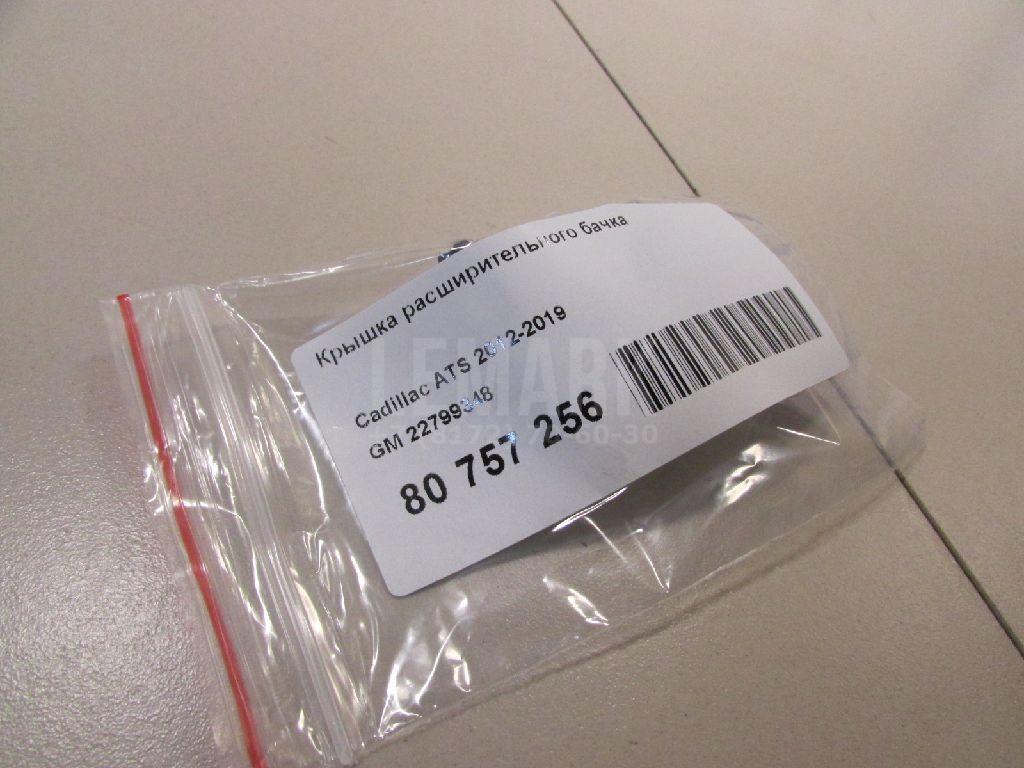 Крышка расширительного бачка
Cadillac ATS 2012-2019
GM 22799348
80 757 256